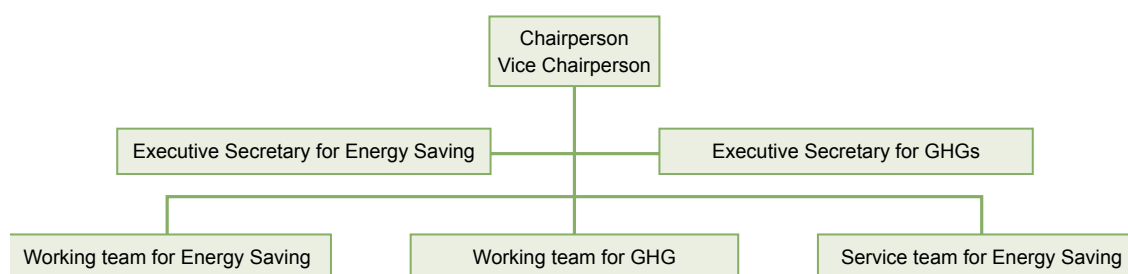 Chairperson
Vice Chairperson
Executive Secretary for Energy Saving
Executive Secretary for GHGs
Working team for Energy Saving
Working team for GHG
Service team for Energy Saving